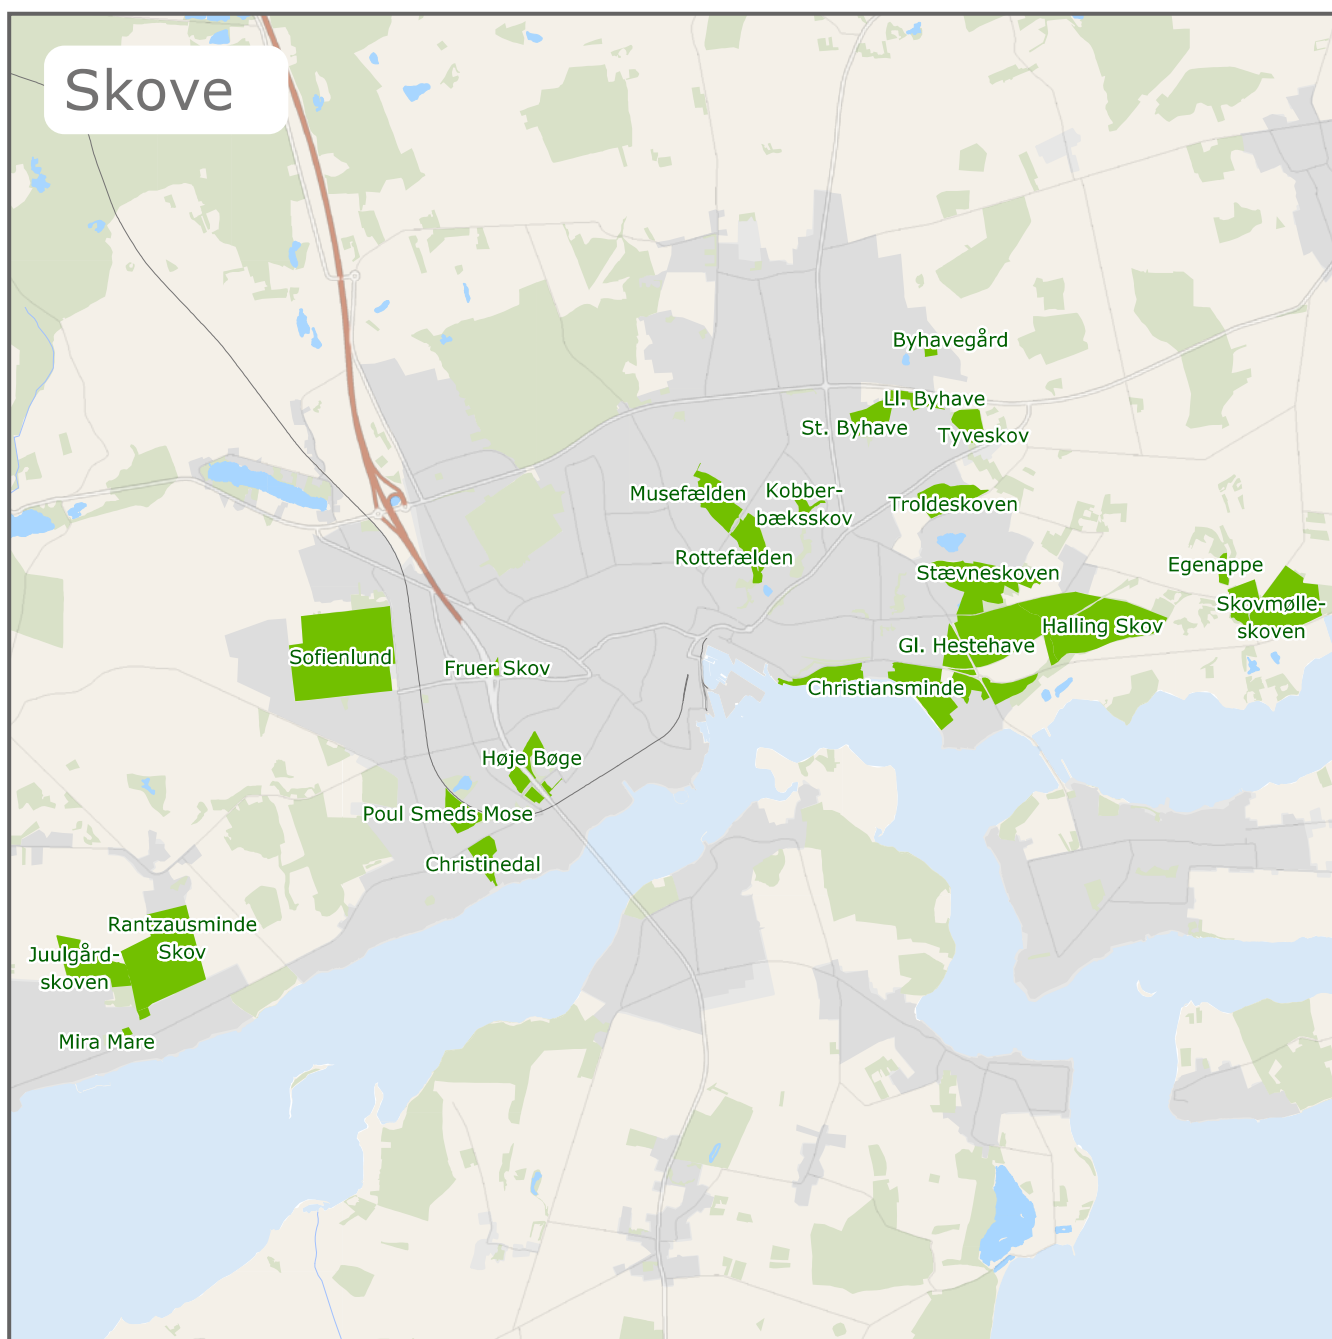 Skove
Byhavegård
Ll. Byhave
St. Byhave
Tyveskov
Musefælden
Kobber-
bæksskov
Troldeskoven
Rottefælden
Stævneskoven
Egenappe
Skovmølle-
skoven
Halling Skov
Gl. Hestehave
Sofienlund
Fruer Skov
Christiansminde
Høje Bøge
Poul Smeds Mose
Christinedal
Rantzausminde
Skov
Juulgård-
skoven
Mira Mare